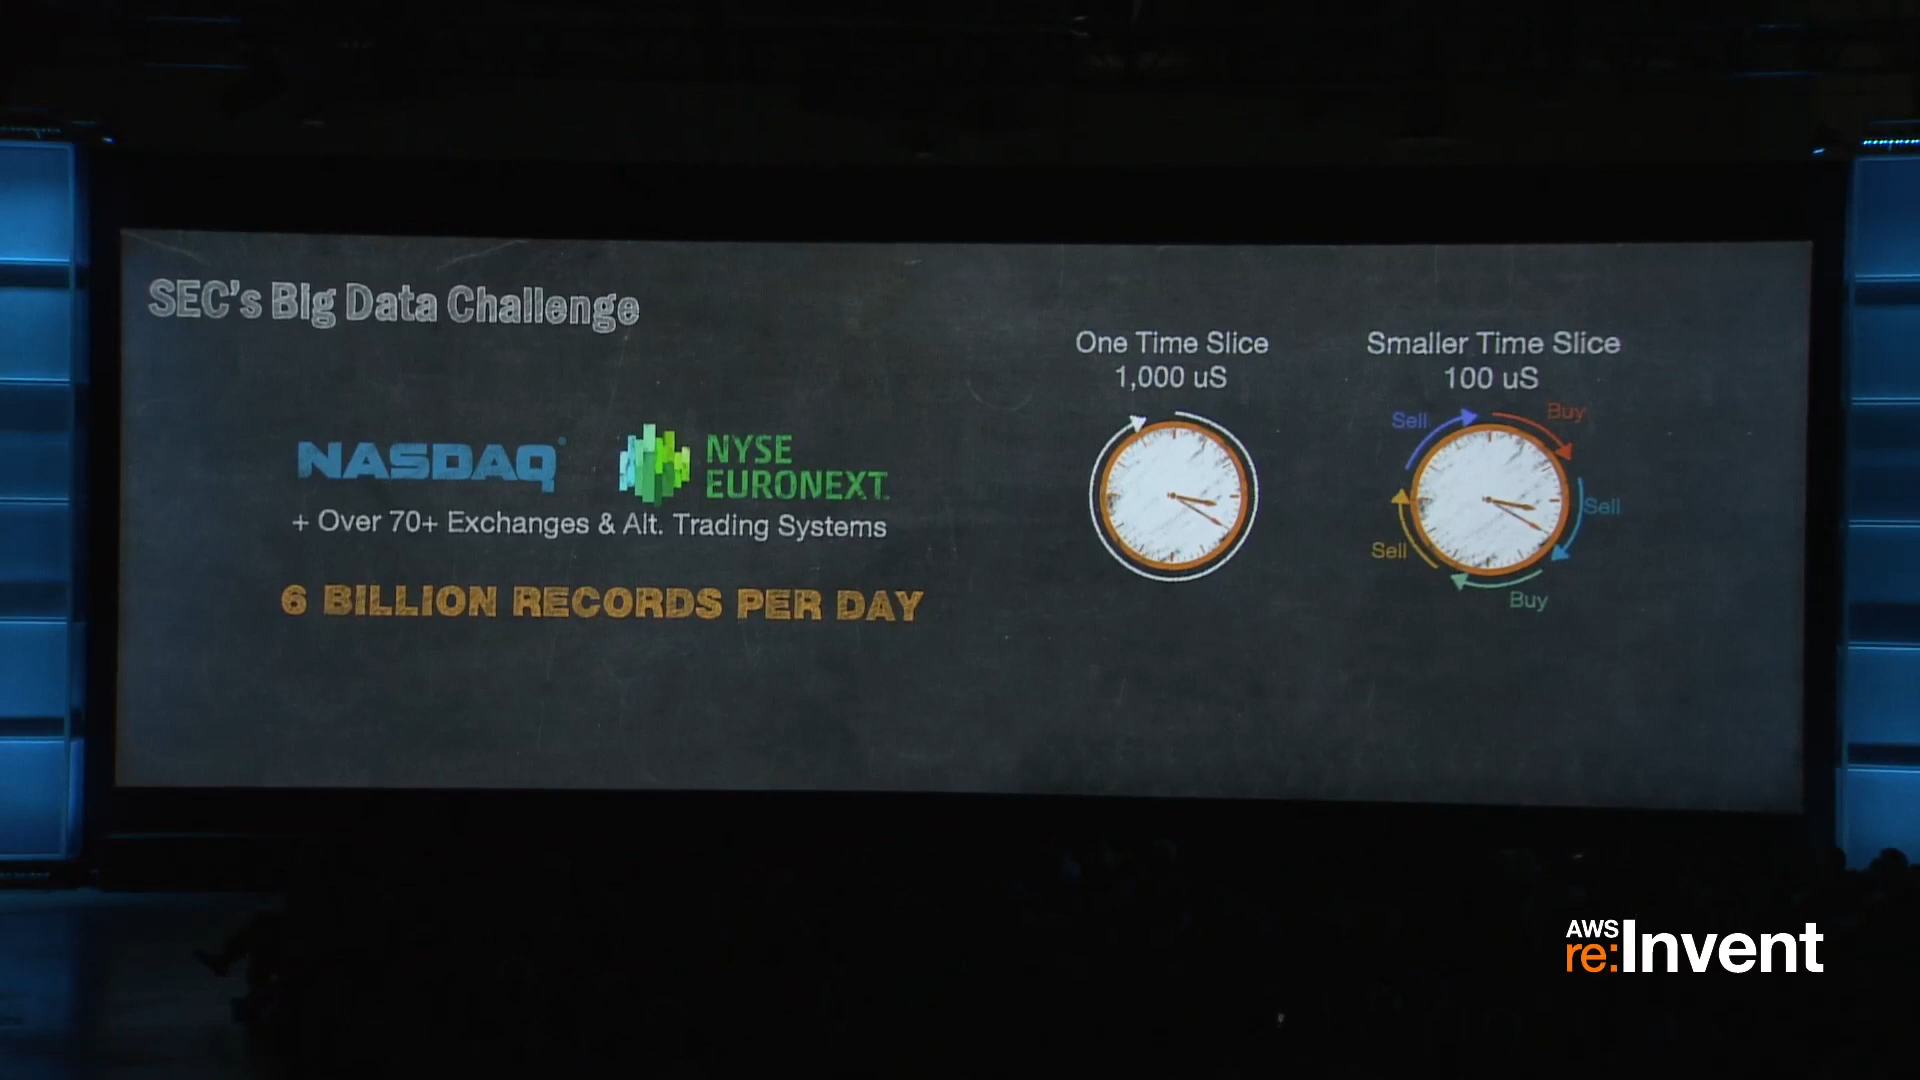 SEC's Big Data Challenge
NASDAQ
NYSE
EURONEXT
+ Over 70+ Exchanges & Alt. Trading Systems
6 BILLION RECORDS PER DAY
One Time Slice
1,000 uS
Smaller Time Slice
100 uS
Sell
Buy
Sell
Sell
Buy
AWS
re:Invent